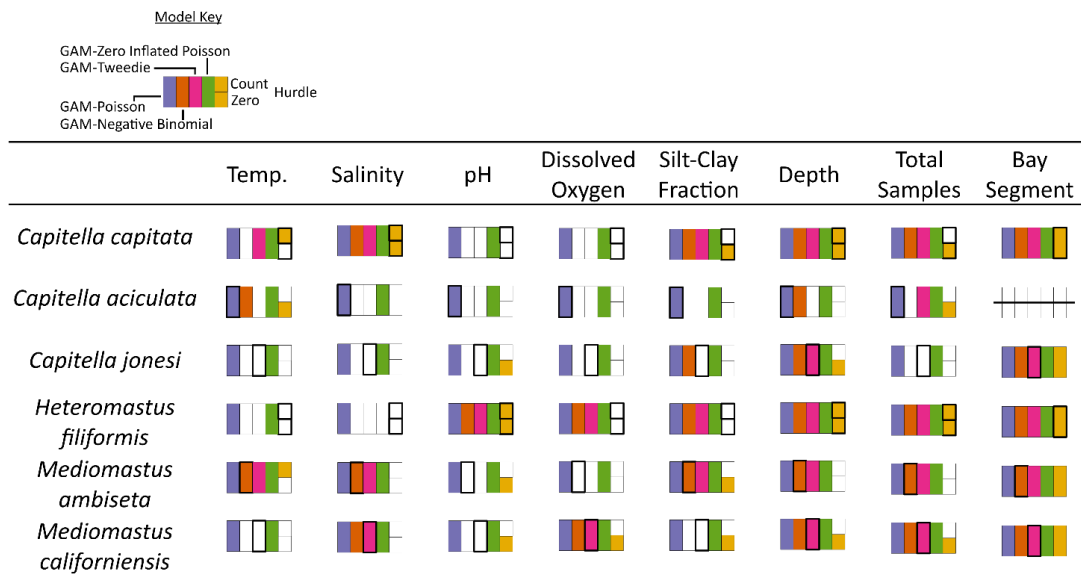 Model Key
GAM-Zero Inflated Poisson
GAM-Tweedie
Count
Zero
Hurdle
GAM-Poisson
GAM-Negative Binomial
Temp.
Salinity
pH
Dissolved
Oxygen
Silt-Clay
Fraction
Depth
Total
Samples
Bay
Segment
Capitella capitata
Capitella aciculata
Capitella jonesi
Heteromastus
filiformis
Mediomastus
ambiseta
Mediomastus
californiensis